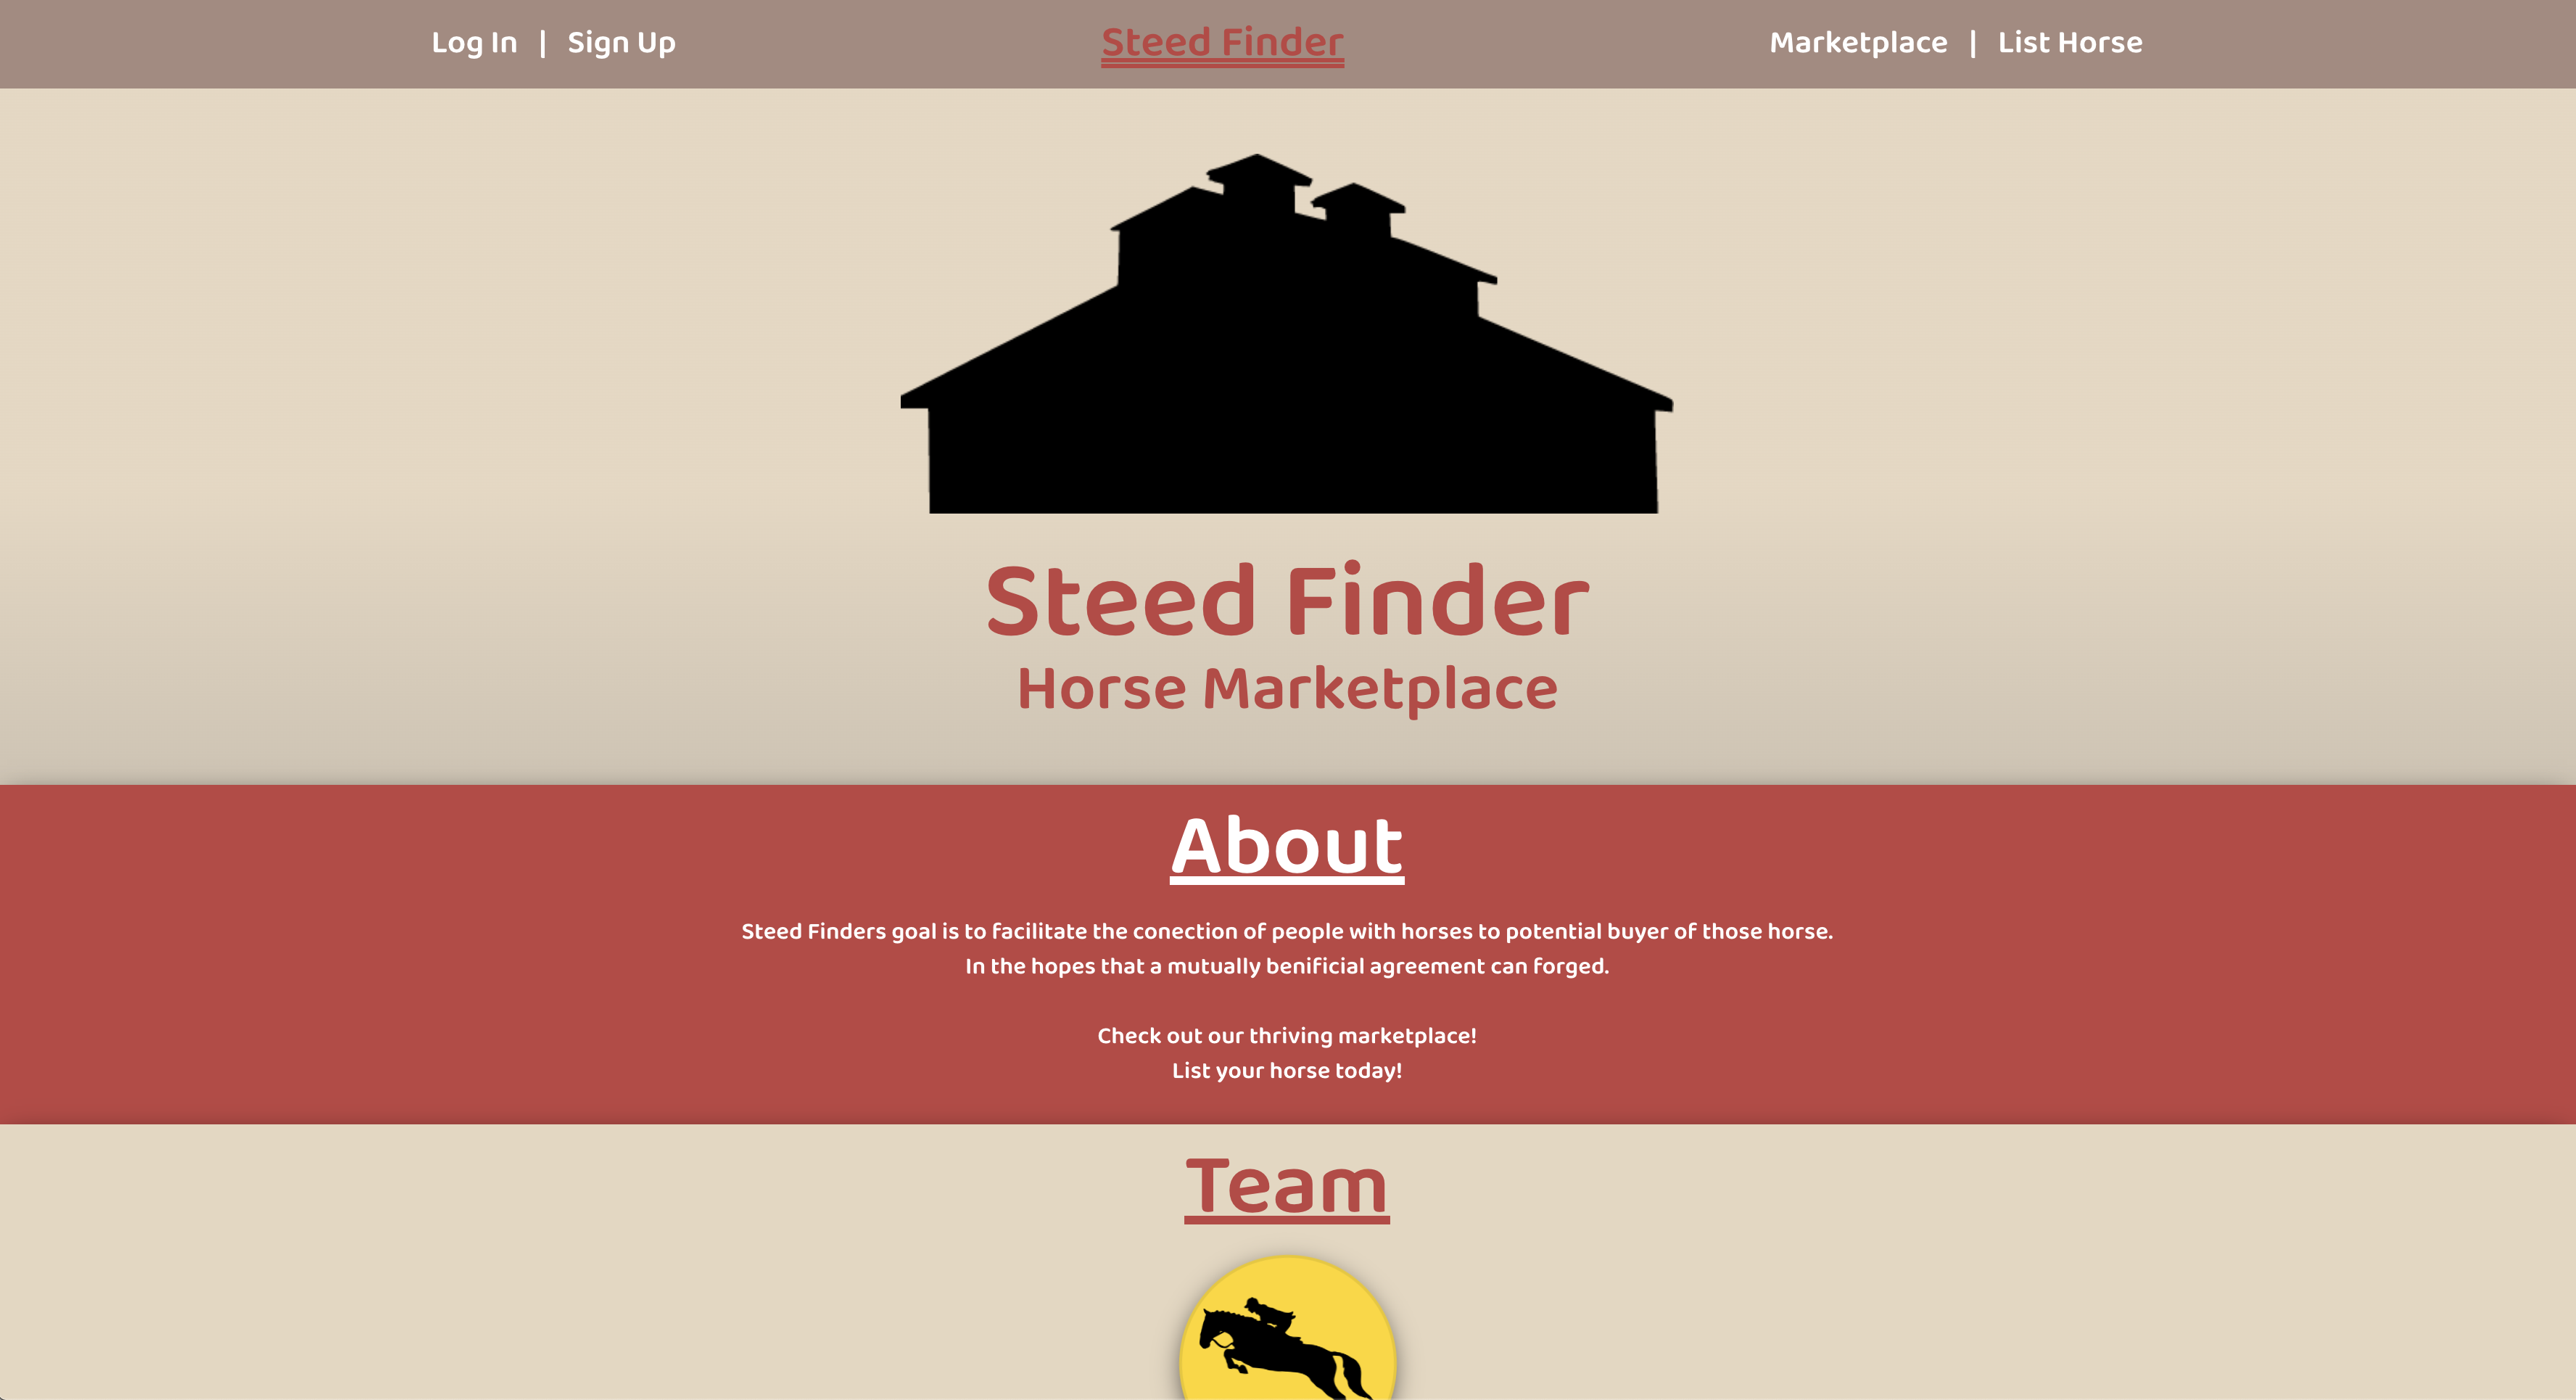 Log In | Sign Up
Steed Finder
Marketplace | List Horse
Steed Finder
Horse Marketplace
About
Steed Finders goal is to facilitate the conection of people with horses to potential buyer of those horse.
In the hopes that a mutually benificial agreement can forged.
Check out our thriving marketplace!
List your horse today!
Team